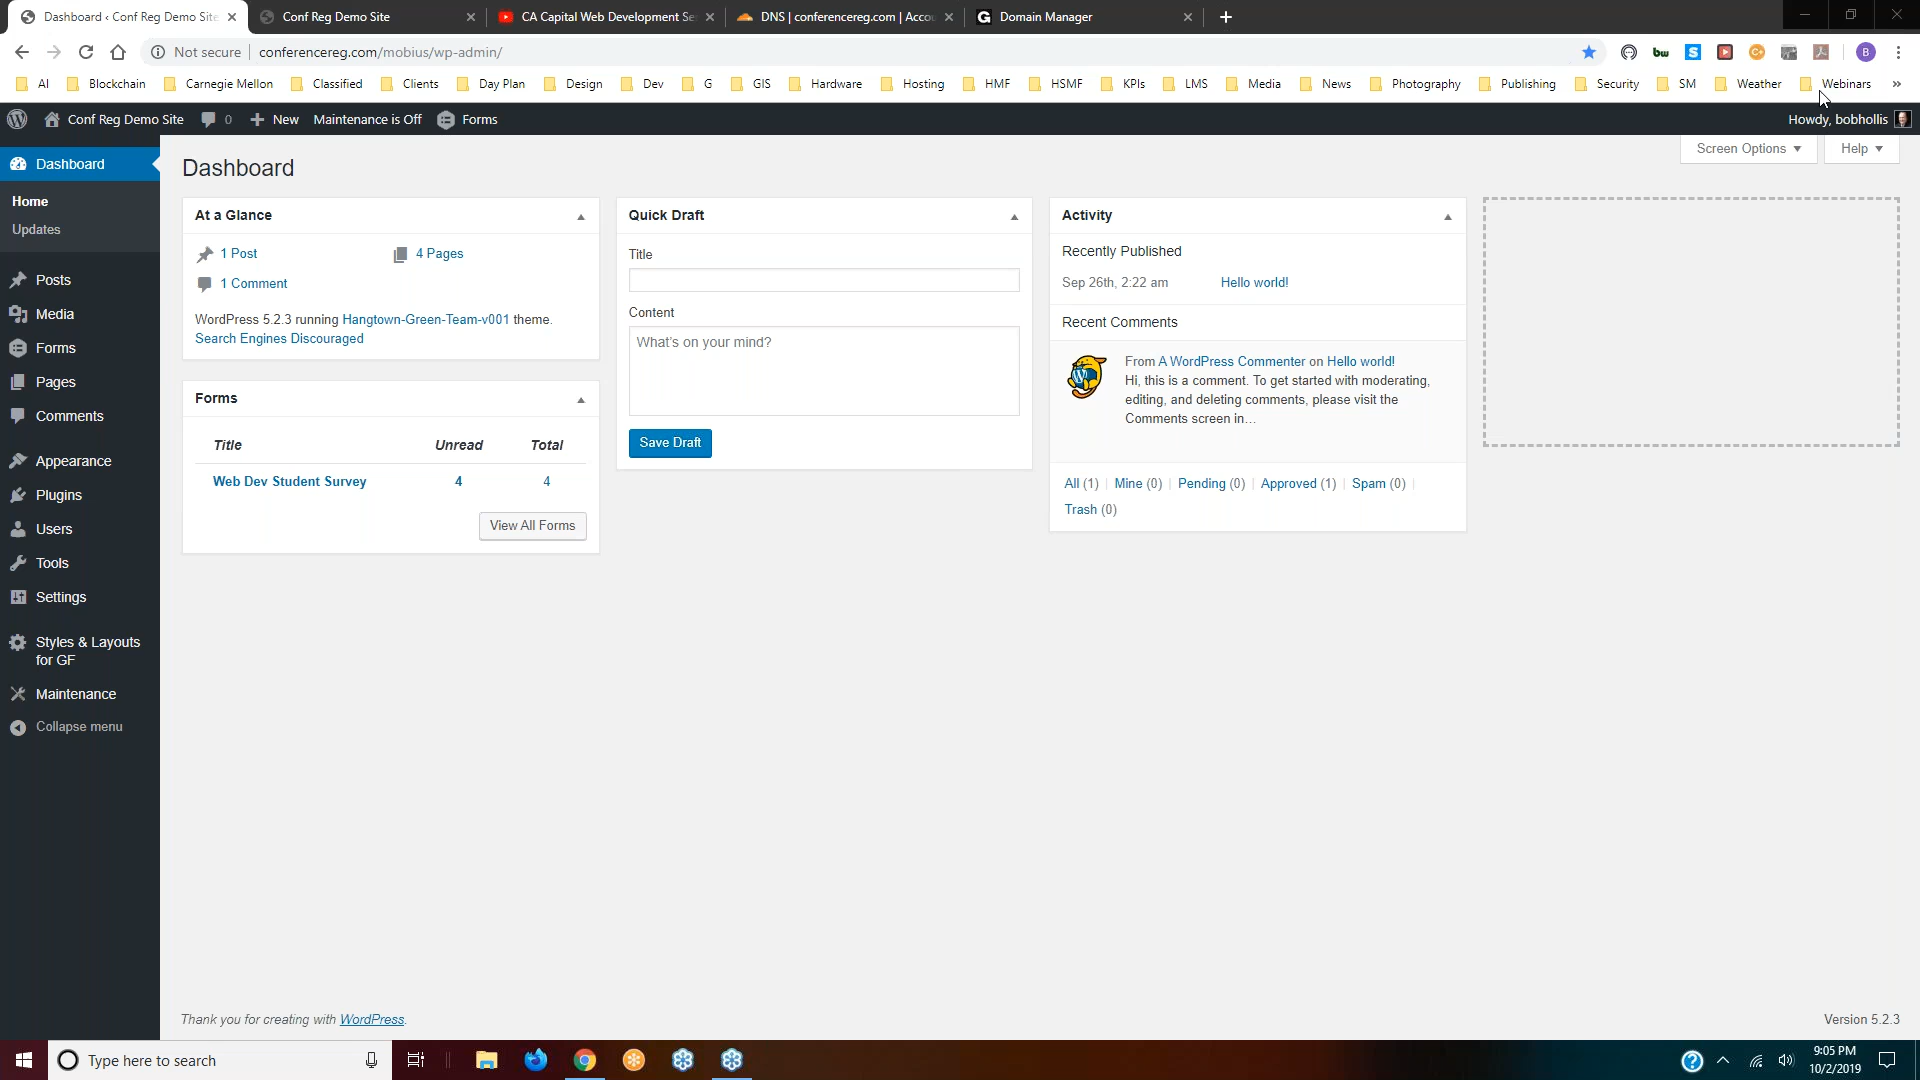 Dashboard ‹ Conf Reg Demo Site
Conf Reg Demo Site
CA Capital Web Development Se
DNS | conferencereg.com | Accou
Domain Manager
Not secure
conferencereg.com/mobius/wp-admin/
AI
Blockchain
Carnegie Mellon
Classified
Clients
Day Plan
Design
Dev
G
GIS
Hardware
Hosting
HMF
HSMF
KPIs
LMS
Media
News
Photography
Publishing
Security
SM
Weather
Webinars
»
Conf Reg Demo Site
0
New
Maintenance is Off
Forms
Howdy, bobhollis
Dashboard
Home
Updates
Posts
Media
Forms
Pages
Comments
Appearance
Plugins
Users
Tools
Settings
Styles & Layouts
for GF
Maintenance
Collapse menu
Dashboard
Screen Options
Help
At a Glance
1 Post
4 Pages
1 Comment
WordPress 5.2.3 running Hangtown-Green-Team-v001 theme.
Search Engines Discouraged
Forms
Title Unread Total
Web Dev Student Survey 4 4
View All Forms
Quick Draft
Title
Content
What's on your mind?
Save Draft
Activity
Recently Published
Sep 26th, 2:22 am Hello world!
Recent Comments
From A WordPress Commenter on Hello world!
Hi, this is a comment. To get started with moderating,
editing, and deleting comments, please visit the
Comments screen in…
All (1) | Mine (0) | Pending (0) | Approved (1) | Spam (0) |
Trash (0)
Thank you for creating with WordPress.
Version 5.2.3
Type here to search
9:05 PM
10/2/2019